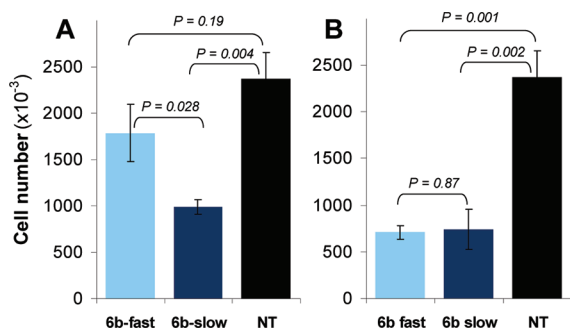 A
P = 0.19
P = 0.004
P = 0.028
Cell number (x10-3)
2500
2000
1500
1000
500
0
6b-fast 6b-slow NT
B
P = 0.001
P = 0.002
P = 0.87
2500
2000
1500
1000
500
0
6b fast 6b slow NT